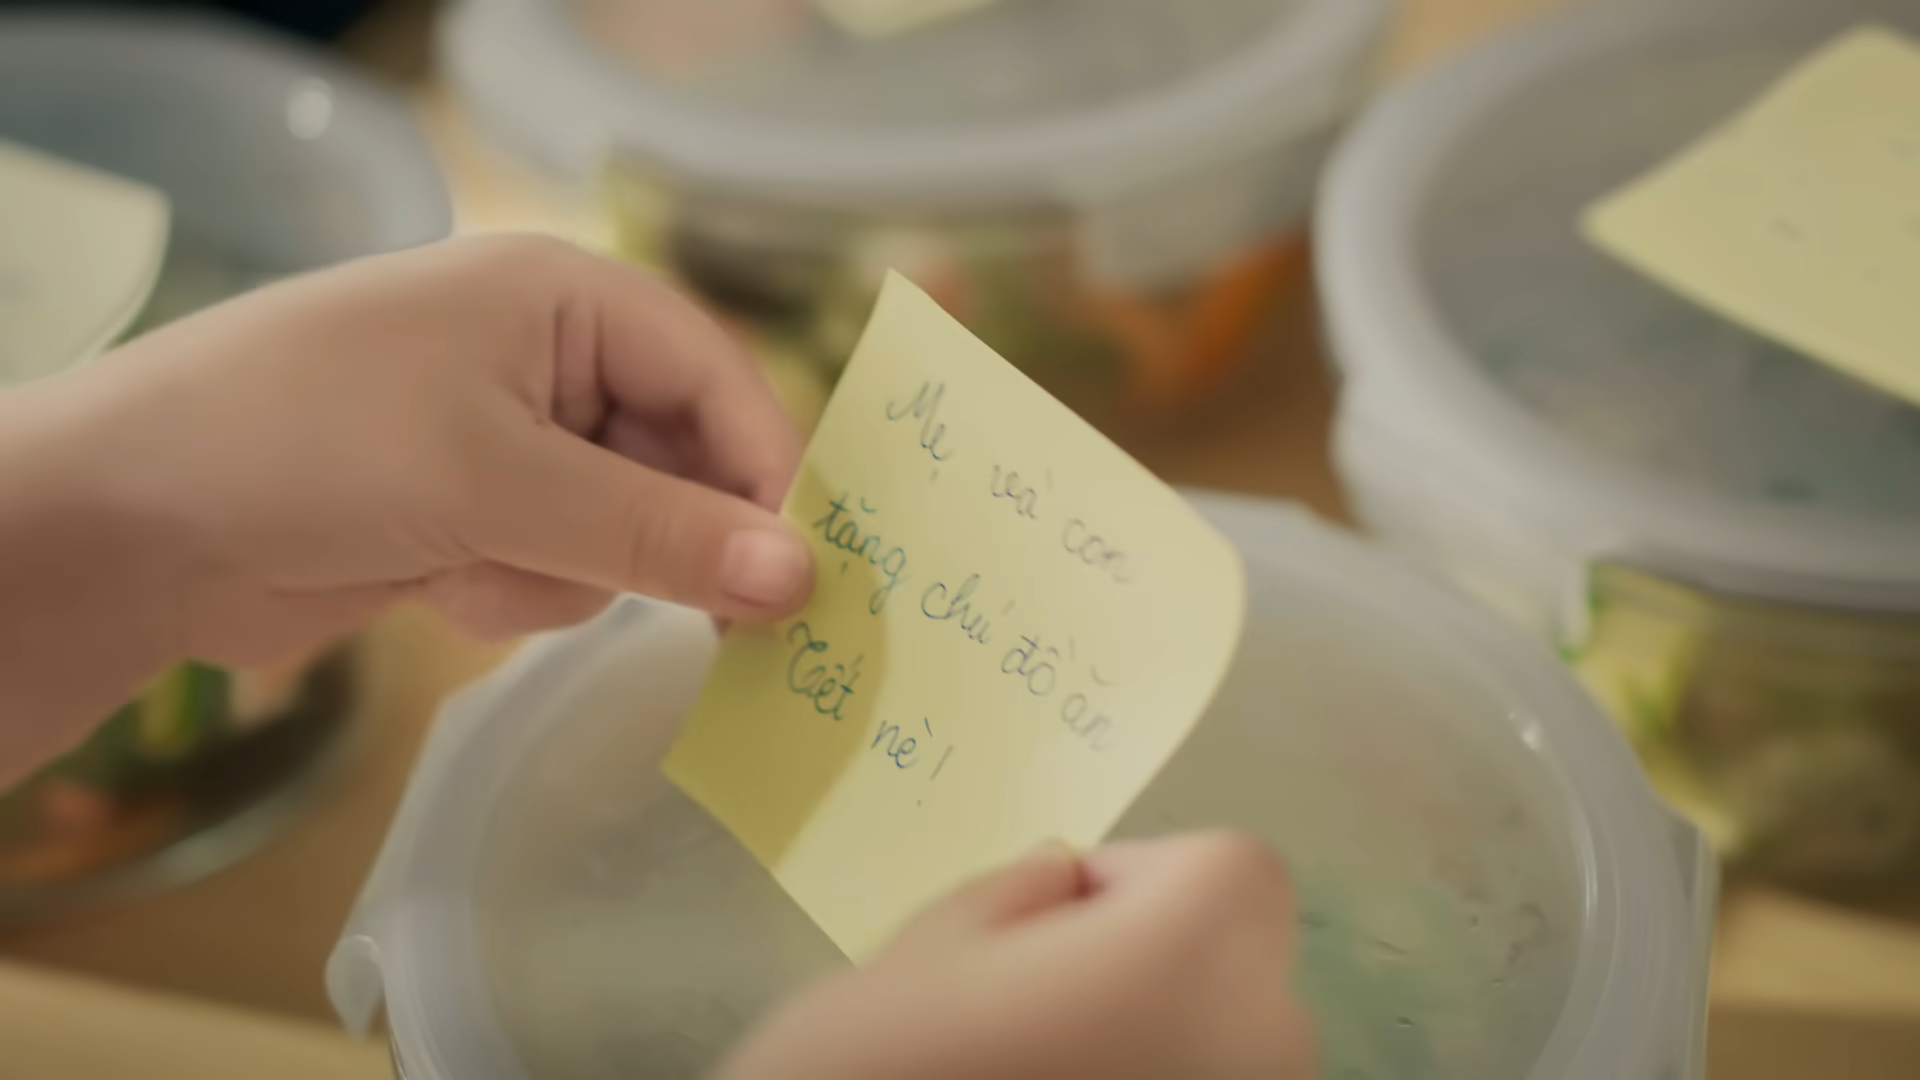 Mẹ và con
tặng chú đồ ăn
Tết nè!